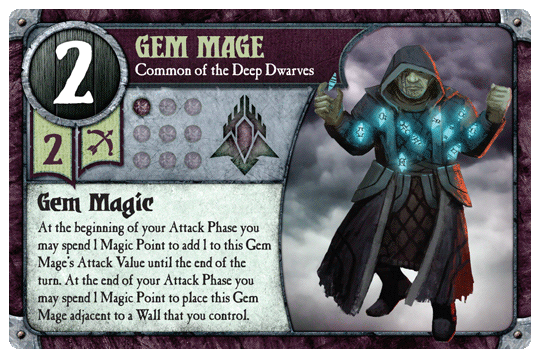 2
GEM MAGE
Common of the Deep Dwarves
2
Gem Magic
At the beginning of your Attack Phase you
may spend 1 Magic Point to add 1 to this Gem
Mage's Attack Value until the end of the
turn. At the end of your Attack Phase you
may spend 1 Magic Point to place this Gem
Mage adjacent to a Wall that you control.